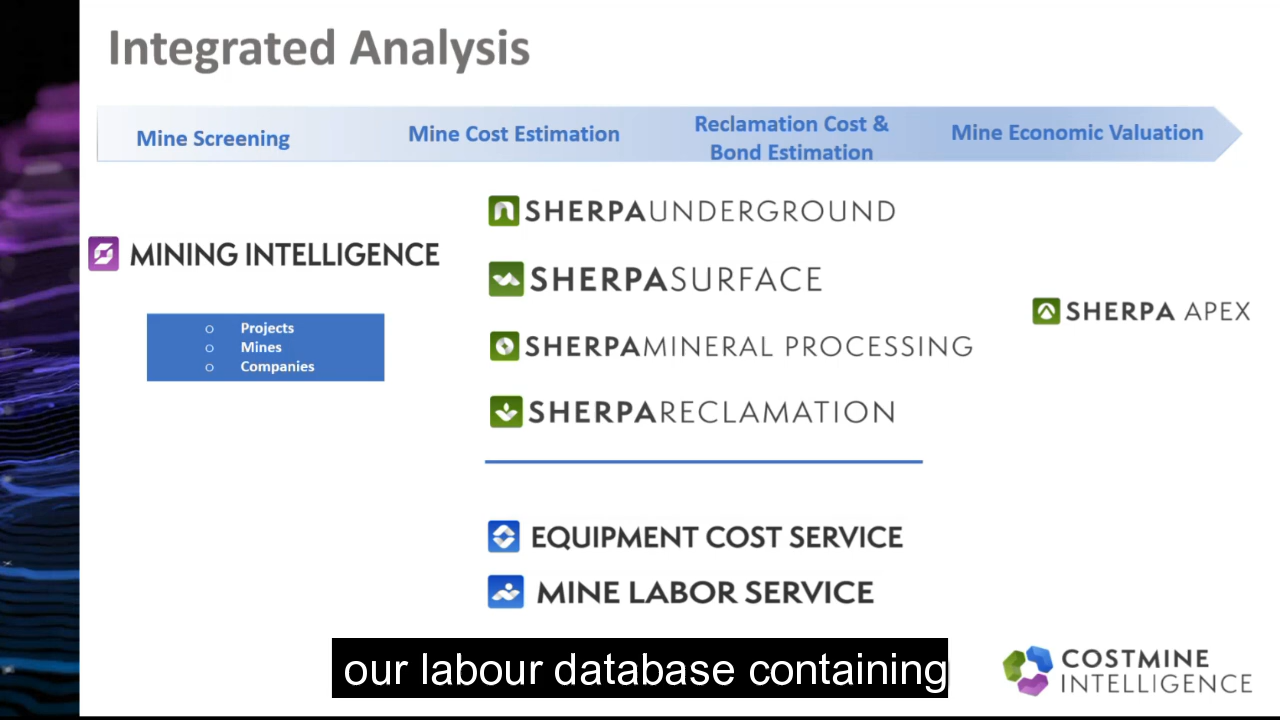 Integrated Analysis
Mine Screening
Mine Cost Estimation
Reclamation Cost &
Bond Estimation
Mine Economic Valuation
MINING INTELLIGENCE
○ Projects
○ Mines
○ Companies
SHERPAUNDERGROUND
SHERPASURFACE
SHERPAMINERAL PROCESSING
SHERPARECLAMATION
SHERPA APEX
EQUIPMENT COST SERVICE
MINE LABOR SERVICE
our labour database containing
COSTMINE
INTELLIGENCE